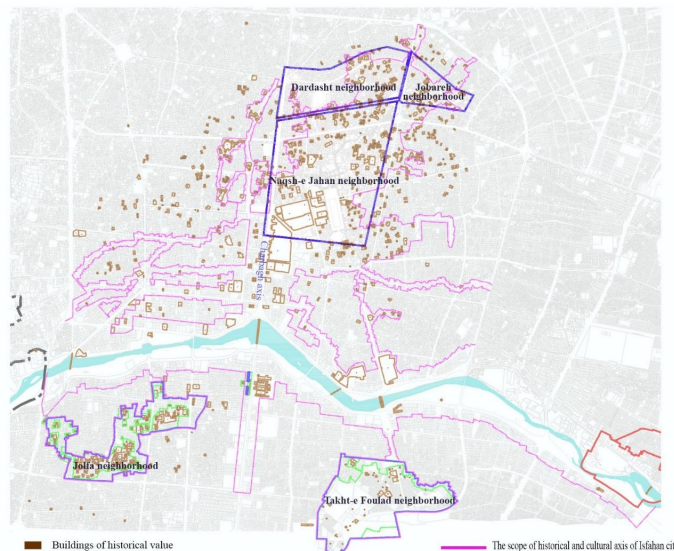 Dardasht neighborhood
Jobareh
neighborhood
Naqsh-e Jahan neighborhood
Charbagh axis
Jolfa neighborhood
Takht-e Foulad neighborhood
Buildings of historical value
The scope of historical and cultural axis of Isfahan cit